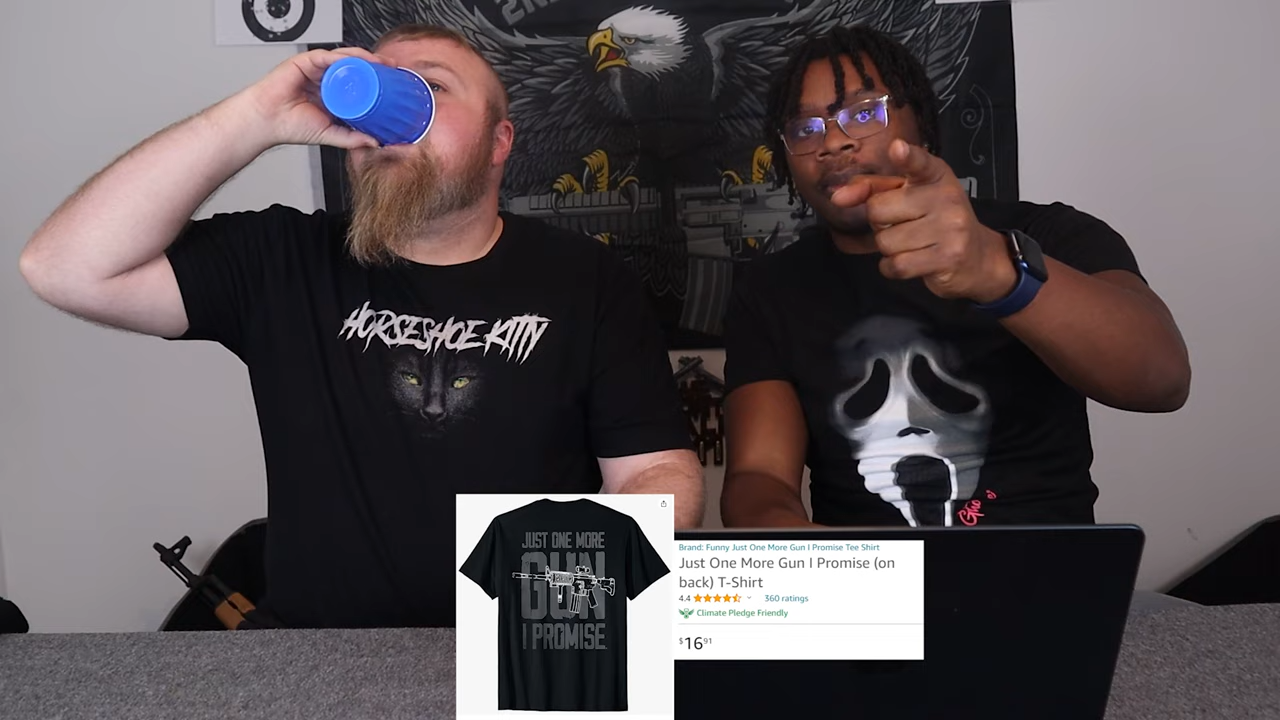 2N
HORSESHOE KITTY
JUST ONE MORE
GUN
I PROMISE
Brand: Funny Just One More Gun I Promise Tee Shirt
Just One More Gun I Promise (on
back) T-Shirt
4.4 360 ratings
Climate Pledge Friendly
$16 91